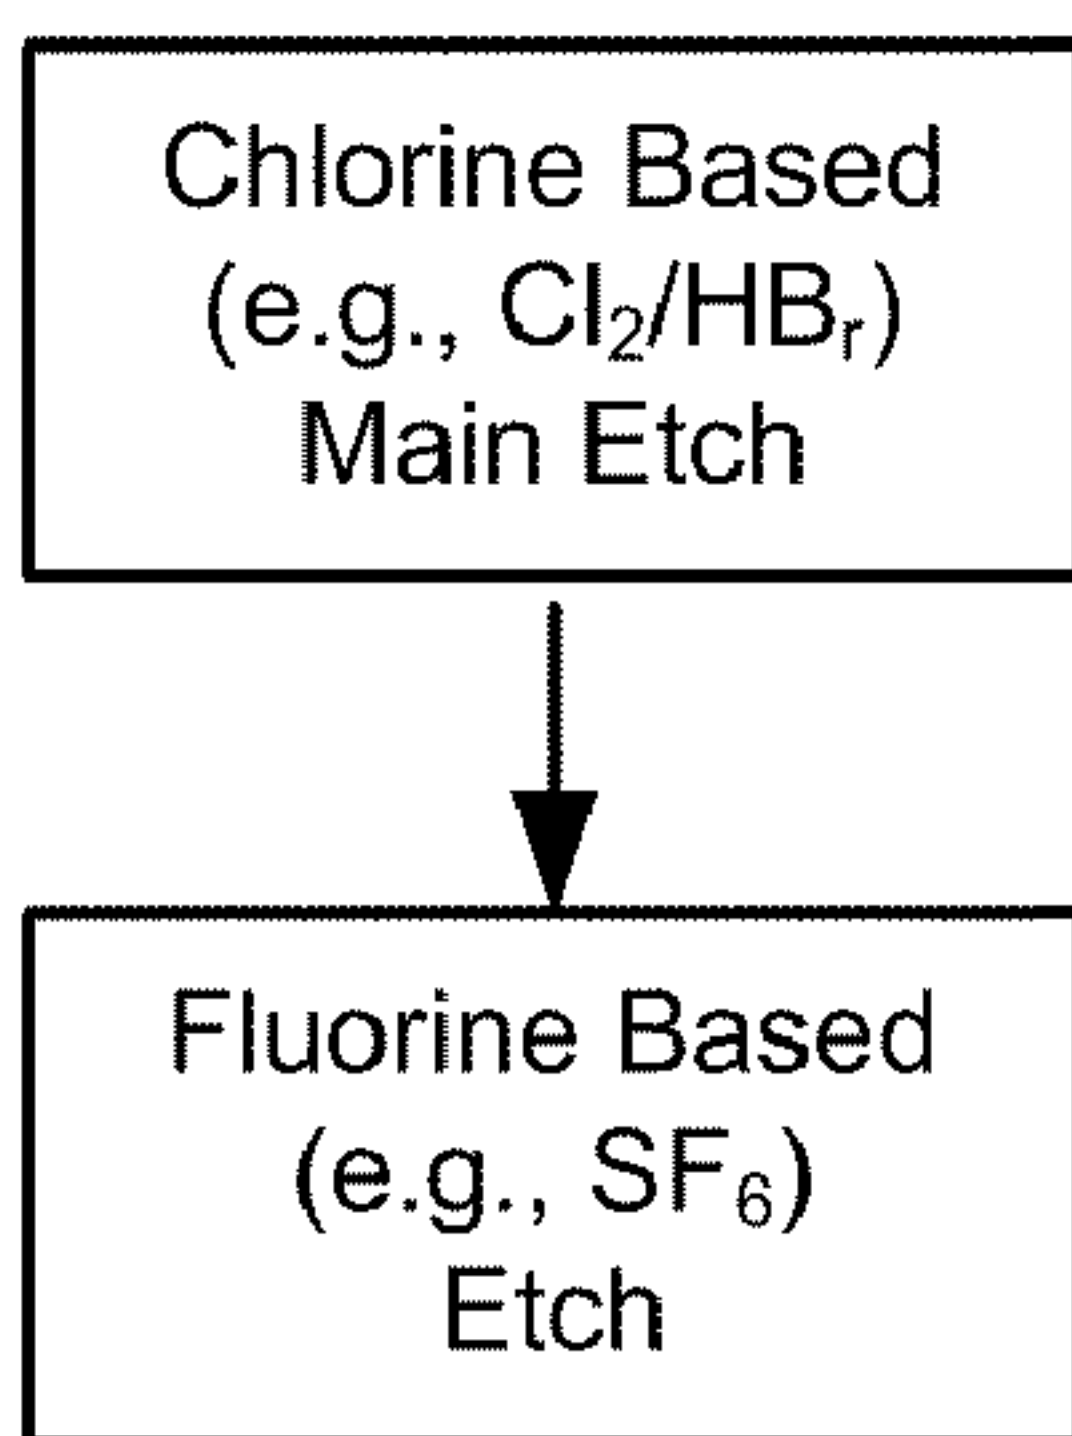 Chlorine Based
(e.g., Cl₂/HBᵣ)
Main Etch
Fluorine Based
(e.g., SF₆)
Etch